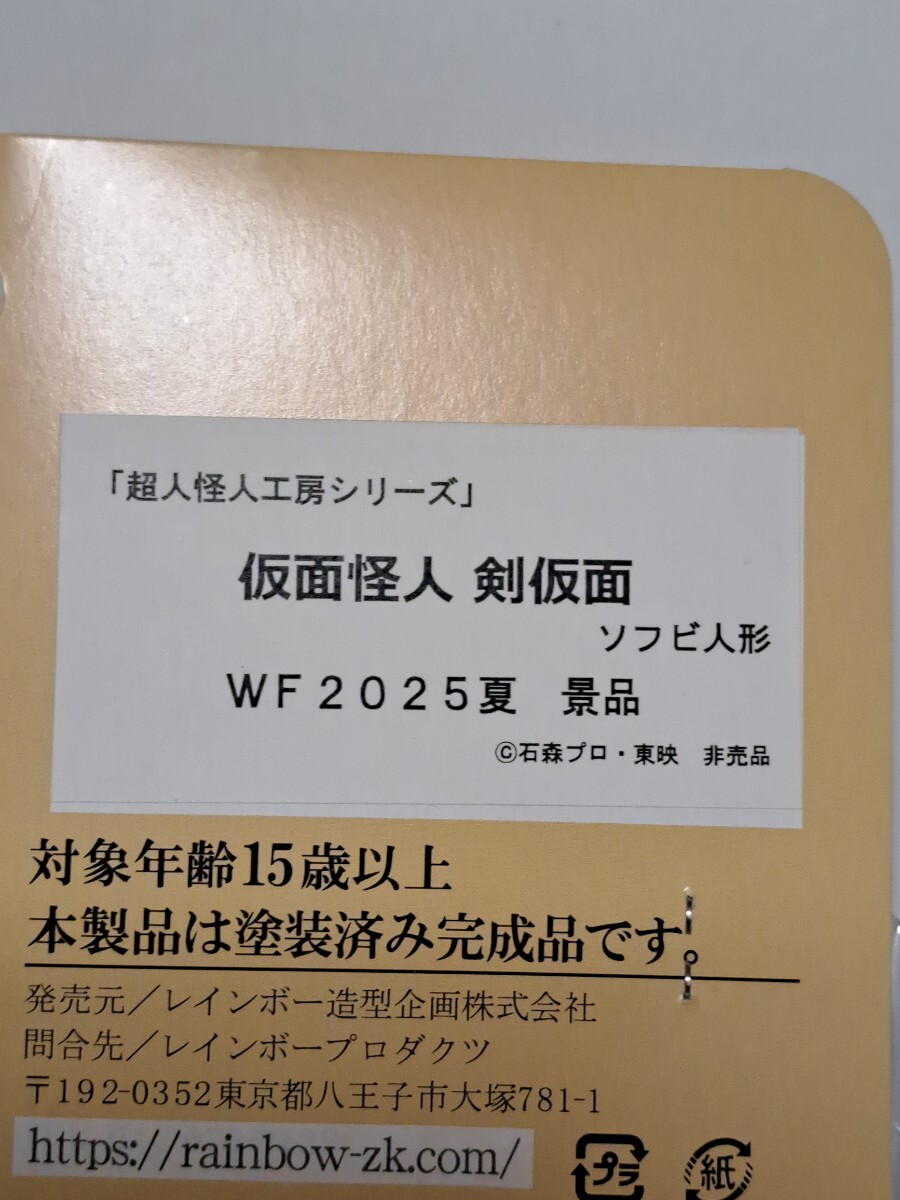 「超人怪人工房シリーズ」
仮面怪人 剣仮面
ソフビ人形
WF2025夏　景品
©石森プロ・東映　非売品
対象年齢15歳以上
本製品は塗装済み完成品です。
発売元／レインボー造型企画株式会社
問合先／レインボープロダクツ
〒192-0352東京都八王子市大塚781-1
https://rainbow-zk.com/
プラ 紙